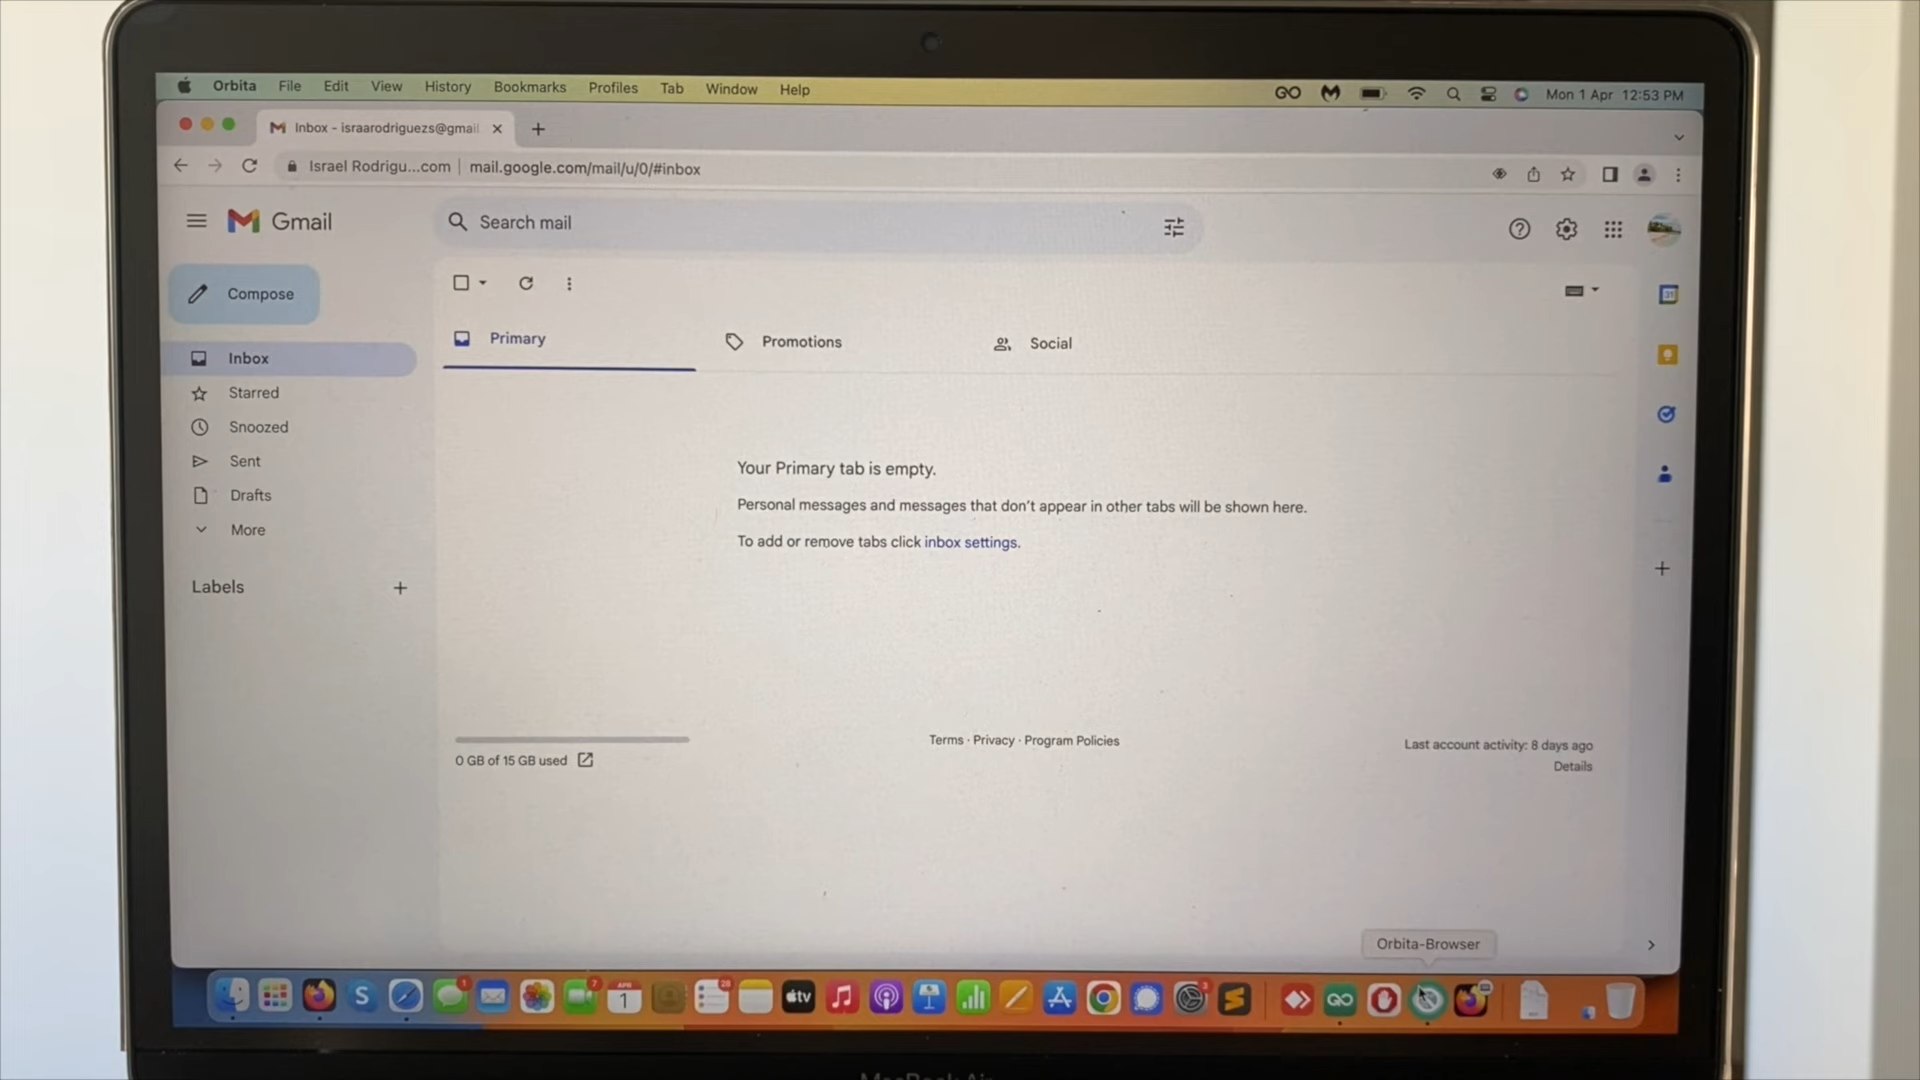 Orbita File Edit View History Bookmarks Profiles Tab Window Help Mon 1 Apr 12:53 PM
Inbox - israarodriguezs@gmail
Israel Rodrigu...com | mail.google.com/mail/u/0/#inbox
Gmail
Search mail
Compose
Inbox
Starred
Snoozed
Sent
Drafts
More
Labels
Primary
Promotions
Social
Your Primary tab is empty.
Personal messages and messages that don't appear in other tabs will be shown here.
To add or remove tabs click inbox settings.
0 GB of 15 GB used
Terms · Privacy · Program Policies
Last account activity: 8 days ago
Details
Orbita-Browser
tv